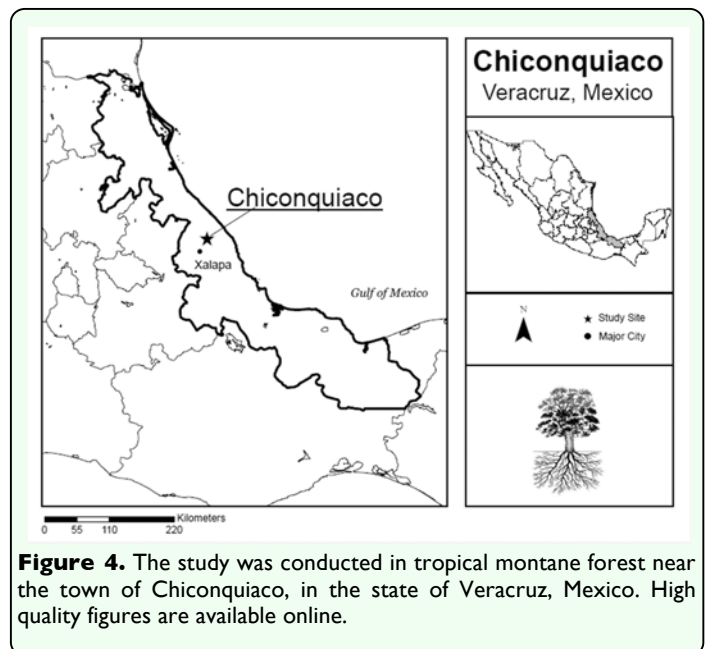 Chiconquiaco
Veracruz, Mexico
Chiconquiaco
Xalapa
Gulf of Mexico
N
Study Site
Major City
Kilometers
0 55 110 220
Figure 4. The study was conducted in tropical montane forest near
the town of Chiconquiaco, in the state of Veracruz, Mexico. High
quality figures are available online.